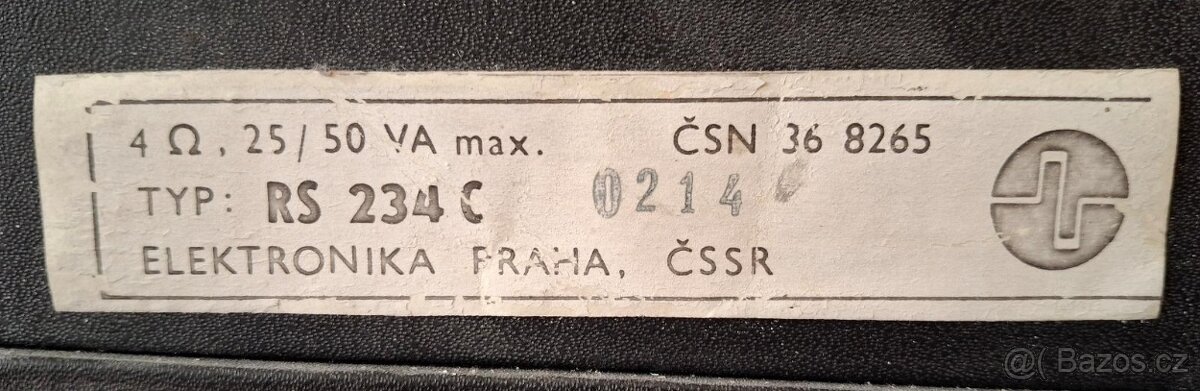 4 Ω, 25/50 VA max. ČSN 36 8265
TYP: RS 234 C 0214
ELEKTRONIKA PRAHA, ČSSR
@( Bazos.cz